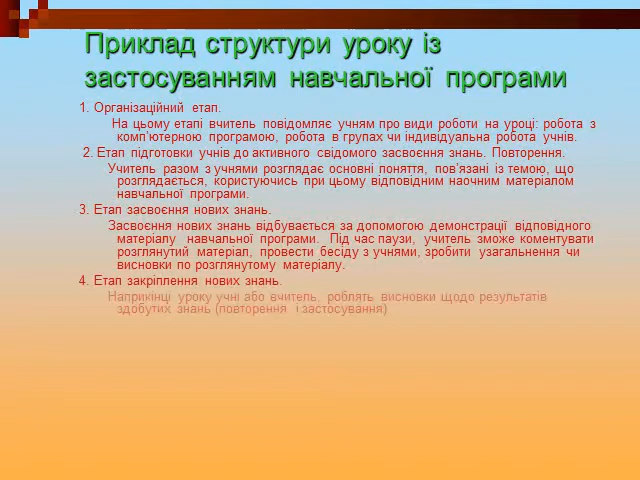 Приклад структури уроку із
застосуванням навчальної програми
1. Організаційний етап.
На цьому етапі вчитель повідомляє учням про види роботи на уроці: робота з
комп'ютерною програмою, робота в групах чи індивідуальна робота учнів.
2. Етап підготовки учнів до активного свідомого засвоєння знань. Повторення.
Учитель разом з учнями розглядає основні поняття, пов'язані із темою, що
розглядається, користуючись при цьому відповідним наочним матеріалом
навчальної програми.
3. Етап засвоєння нових знань.
Засвоєння нових знань відбувається за допомогою демонстрації відповідного
матеріалу навчальної програми. Під час паузи, учитель зможе коментувати
розглянутий матеріал, провести бесіду з учнями, зробити узагальнення чи
висновки по розглянутому матеріалу.
4. Етап закріплення нових знань.
Наприкінці уроку учні або вчитель, роблять висновки щодо результатів
здобутих знань (повторення і застосування)